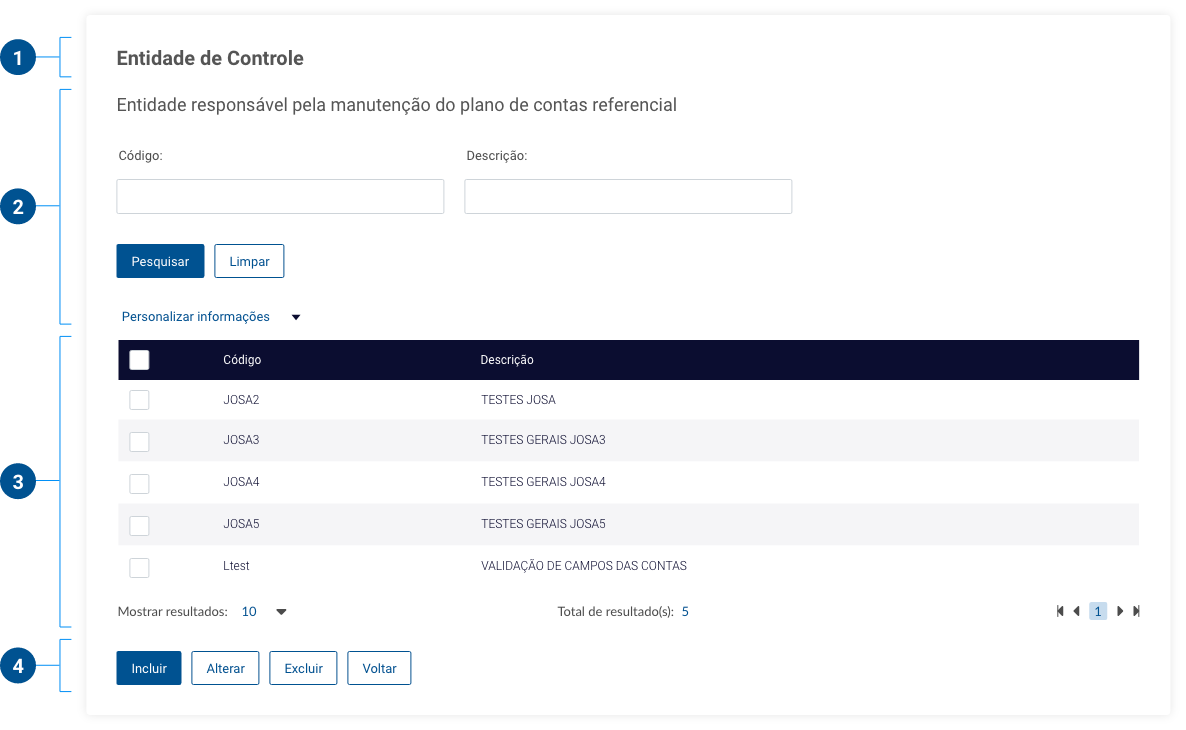 1
Entidade de Controle
Entidade responsável pela manutenção do plano de contas referencial
Código: Descrição:
2
Pesquisar Limpar
Personalizar informações
Código Descrição
JOSA2 TESTES JOSA
JOSA3 TESTES GERAIS JOSA3
3
JOSA4 TESTES GERAIS JOSA4
JOSA5 TESTES GERAIS JOSA5
Ltest VALIDAÇÃO DE CAMPOS DAS CONTAS
Mostrar resultados: 10 Total de resultado(s): 5 1
4
Incluir Alterar Excluir Voltar